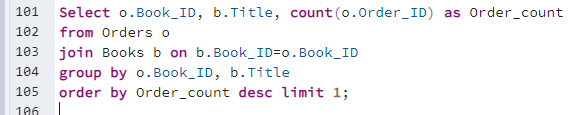 101 Select o.Book_ID, b.Title, count(o.Order_ID) as Order_count
102 from Orders o
103 join Books b on b.Book_ID=o.Book_ID
104 group by o.Book_ID, b.Title
105 order by Order_count desc limit 1;
106